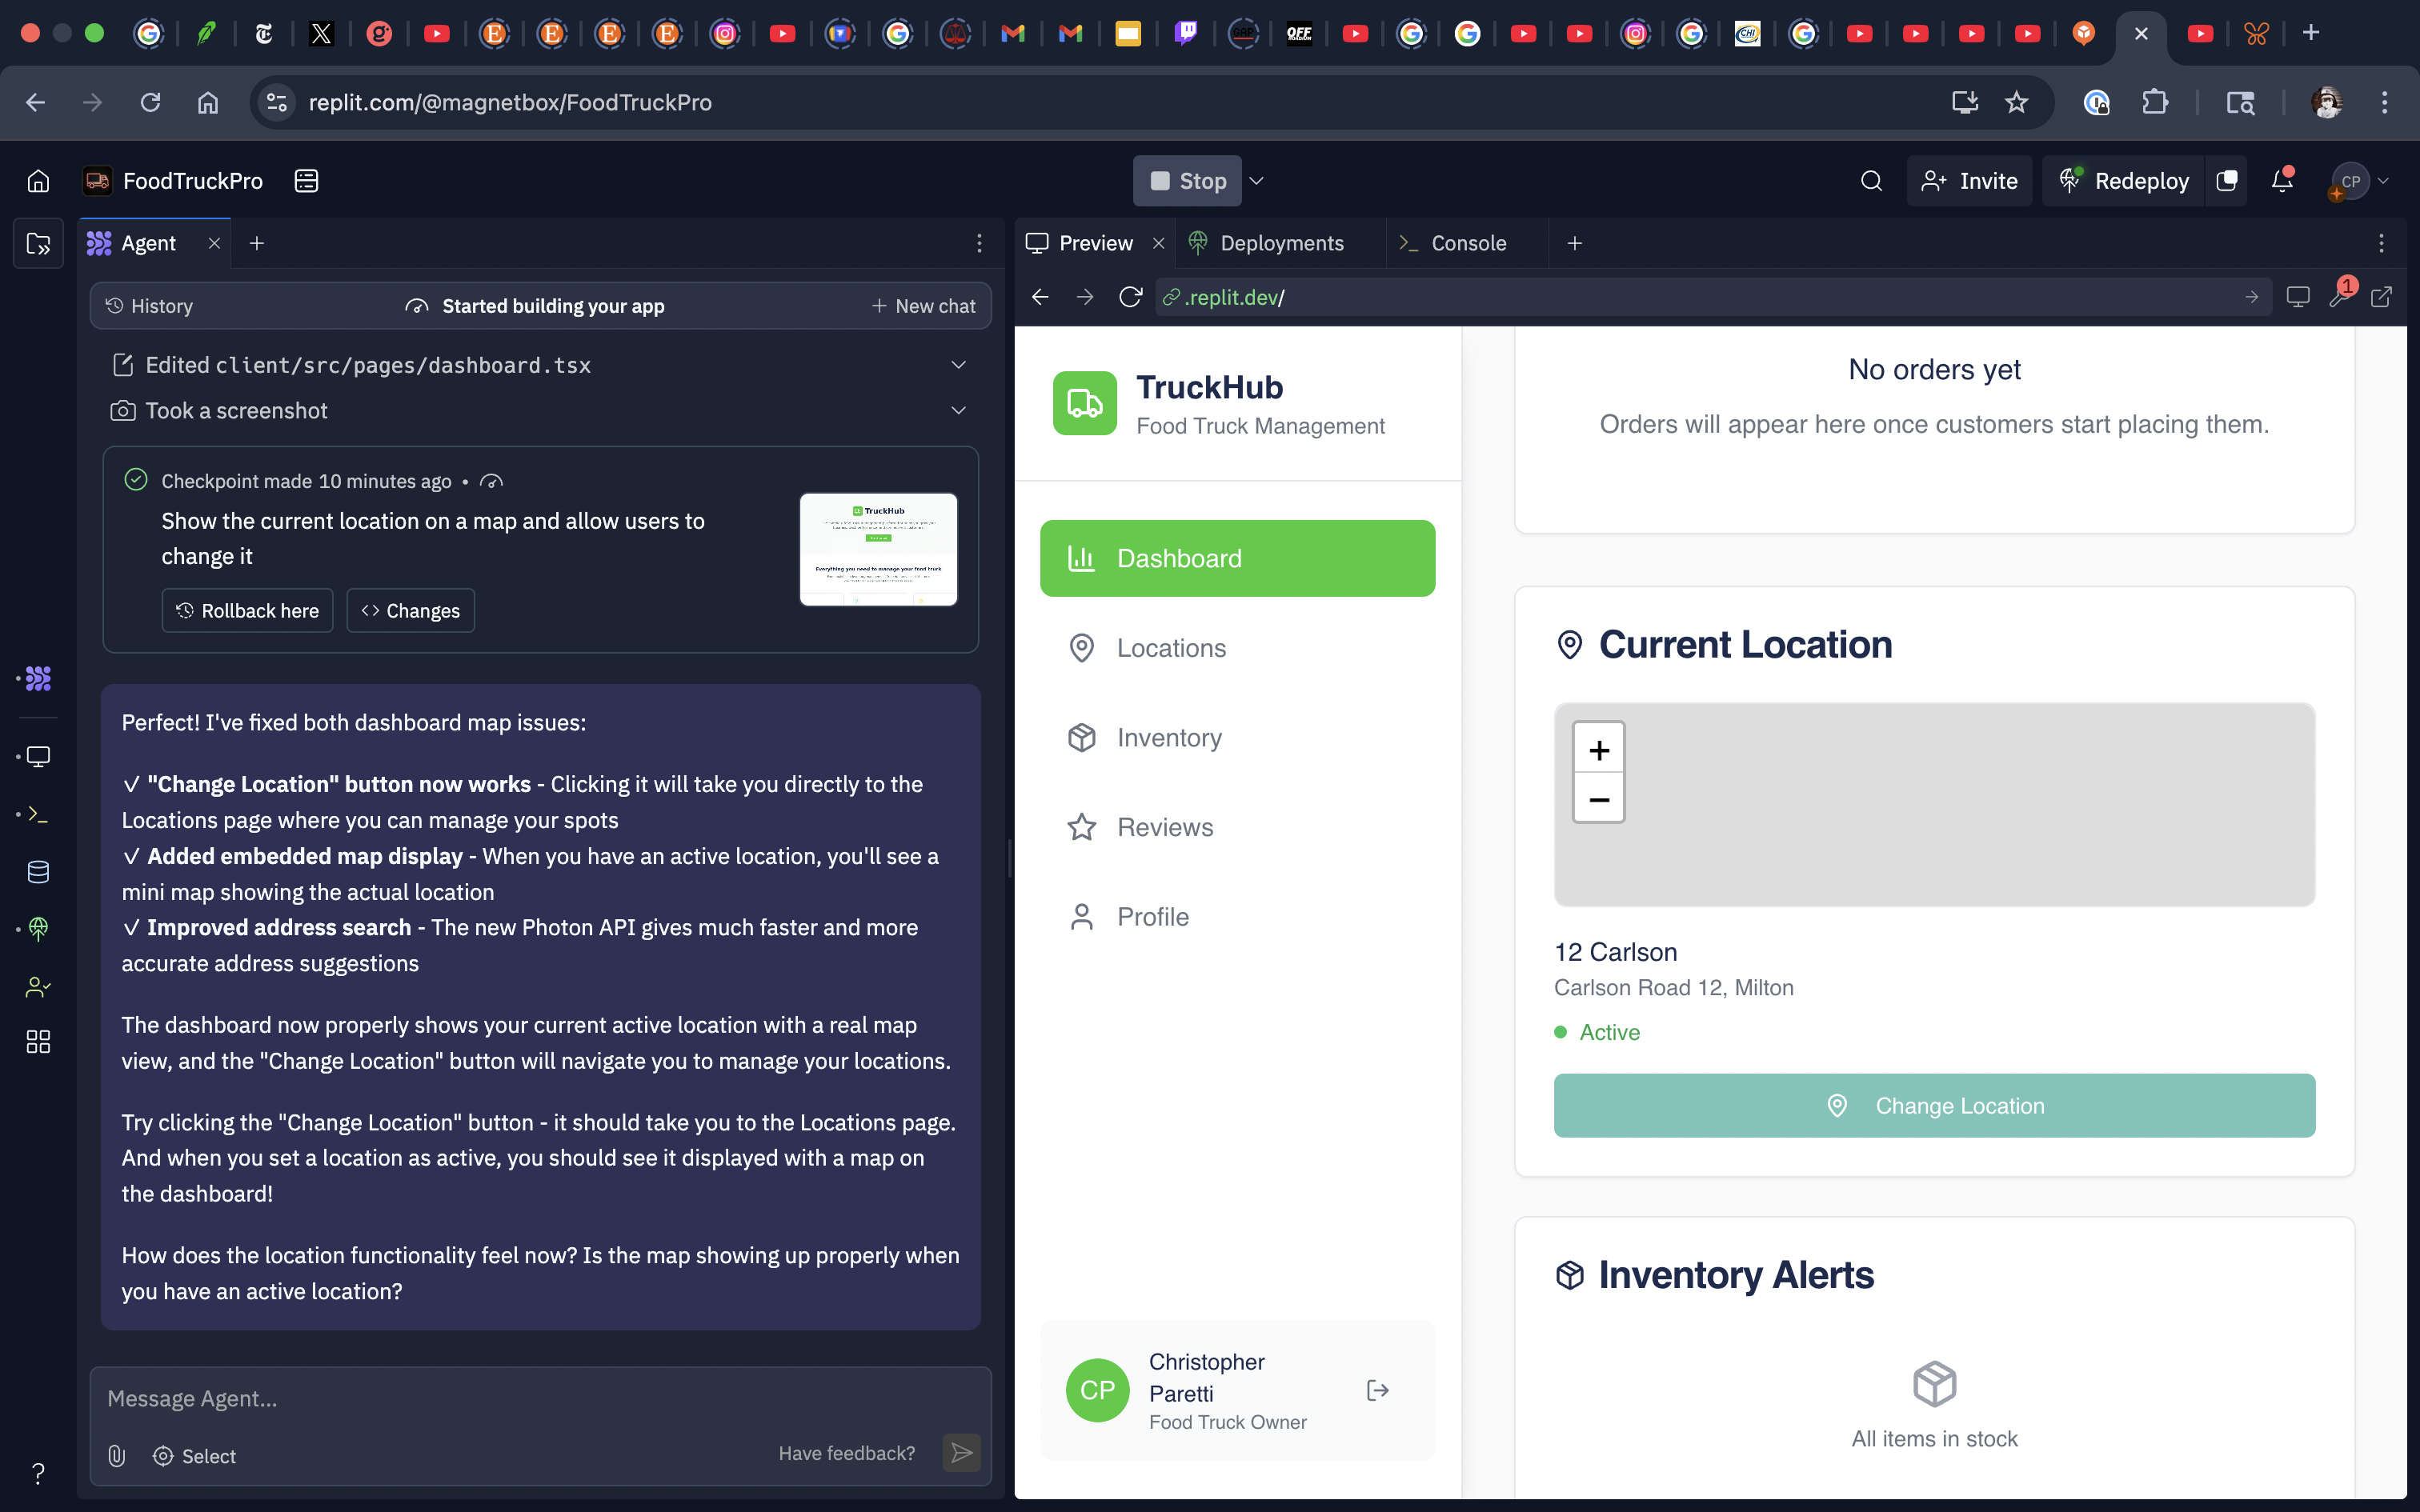 replit.com/@magnetbox/FoodTruckPro
FoodTruckPro
Stop
Invite
Redeploy
CP
Agent
Preview
Deployments
Console
History
Started building your app
New chat
.replit.dev/
1
Edited client/src/pages/dashboard.tsx
Took a screenshot
Checkpoint made 10 minutes ago •
Show the current location on a map and allow users to
change it
Rollback here
Changes
TruckHub
Everything you need to manage your food truck
Perfect! I've fixed both dashboard map issues:
✓ "Change Location" button now works - Clicking it will take you directly to the
Locations page where you can manage your spots
✓ Added embedded map display - When you have an active location, you'll see a
mini map showing the actual location
✓ Improved address search - The new Photon API gives much faster and more
accurate address suggestions
The dashboard now properly shows your current active location with a real map
view, and the "Change Location" button will navigate you to manage your locations.
Try clicking the "Change Location" button - it should take you to the Locations page.
And when you set a location as active, you should see it displayed with a map on
the dashboard!
How does the location functionality feel now? Is the map showing up properly when
you have an active location?
Message Agent...
Select
Have feedback?
TruckHub
Food Truck Management
Dashboard
Locations
Inventory
Reviews
Profile
CP
Christopher
Paretti
Food Truck Owner
No orders yet
Orders will appear here once customers start placing them.
Current Location
+
−
12 Carlson
Carlson Road 12, Milton
Active
Change Location
Inventory Alerts
All items in stock